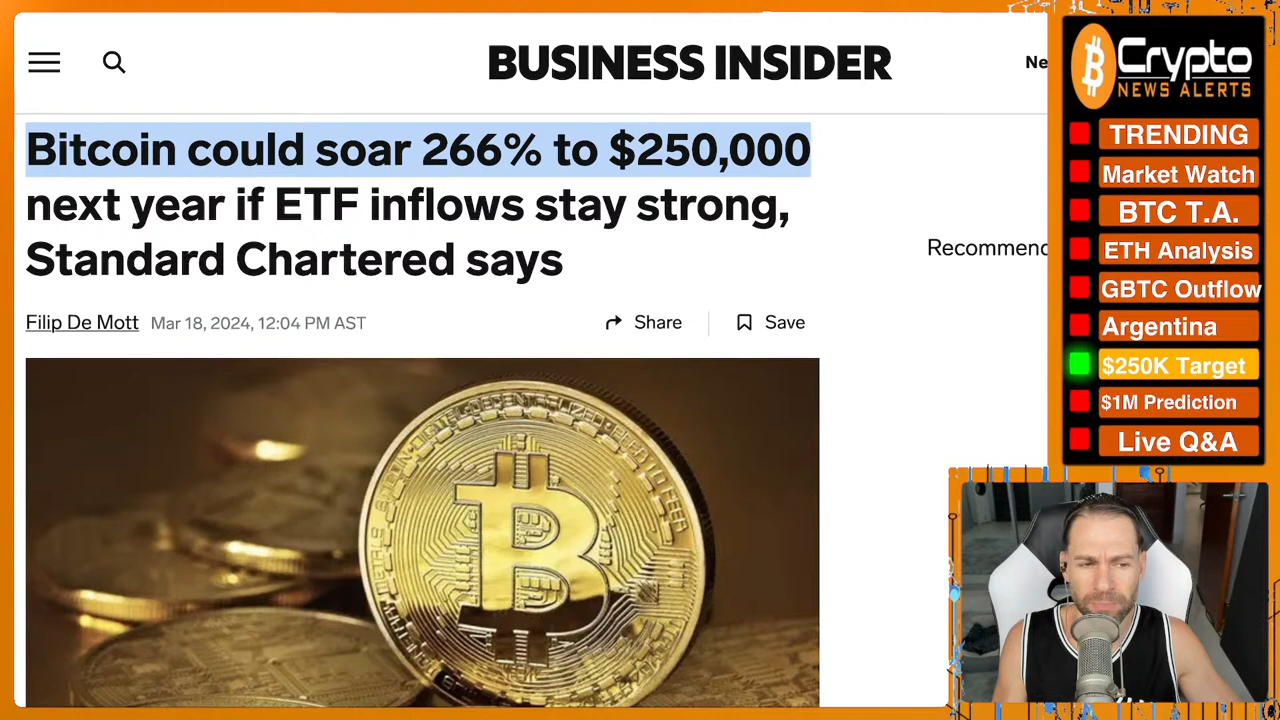 BUSINESS INSIDER
Ne
Bitcoin could soar 266% to $250,000
next year if ETF inflows stay strong,
Standard Chartered says
Filip De Mott Mar 18, 2024, 12:04 PM AST
Share
Save
Recommend
Crypto
NEWS ALERTS
TRENDING
Market Watch
BTC T.A.
ETH Analysis
GBTC Outflow
Argentina
$250K Target
$1M Prediction
Live Q&A